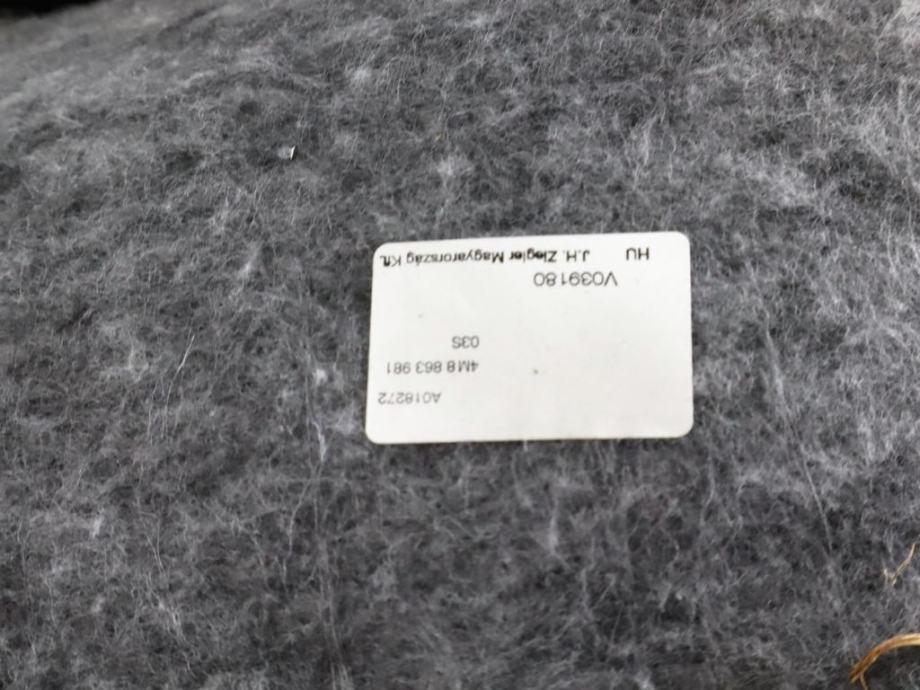 A018272
4M8 863 981
03S
V039180
HU J.H. Ziegler Magyarország Kft.